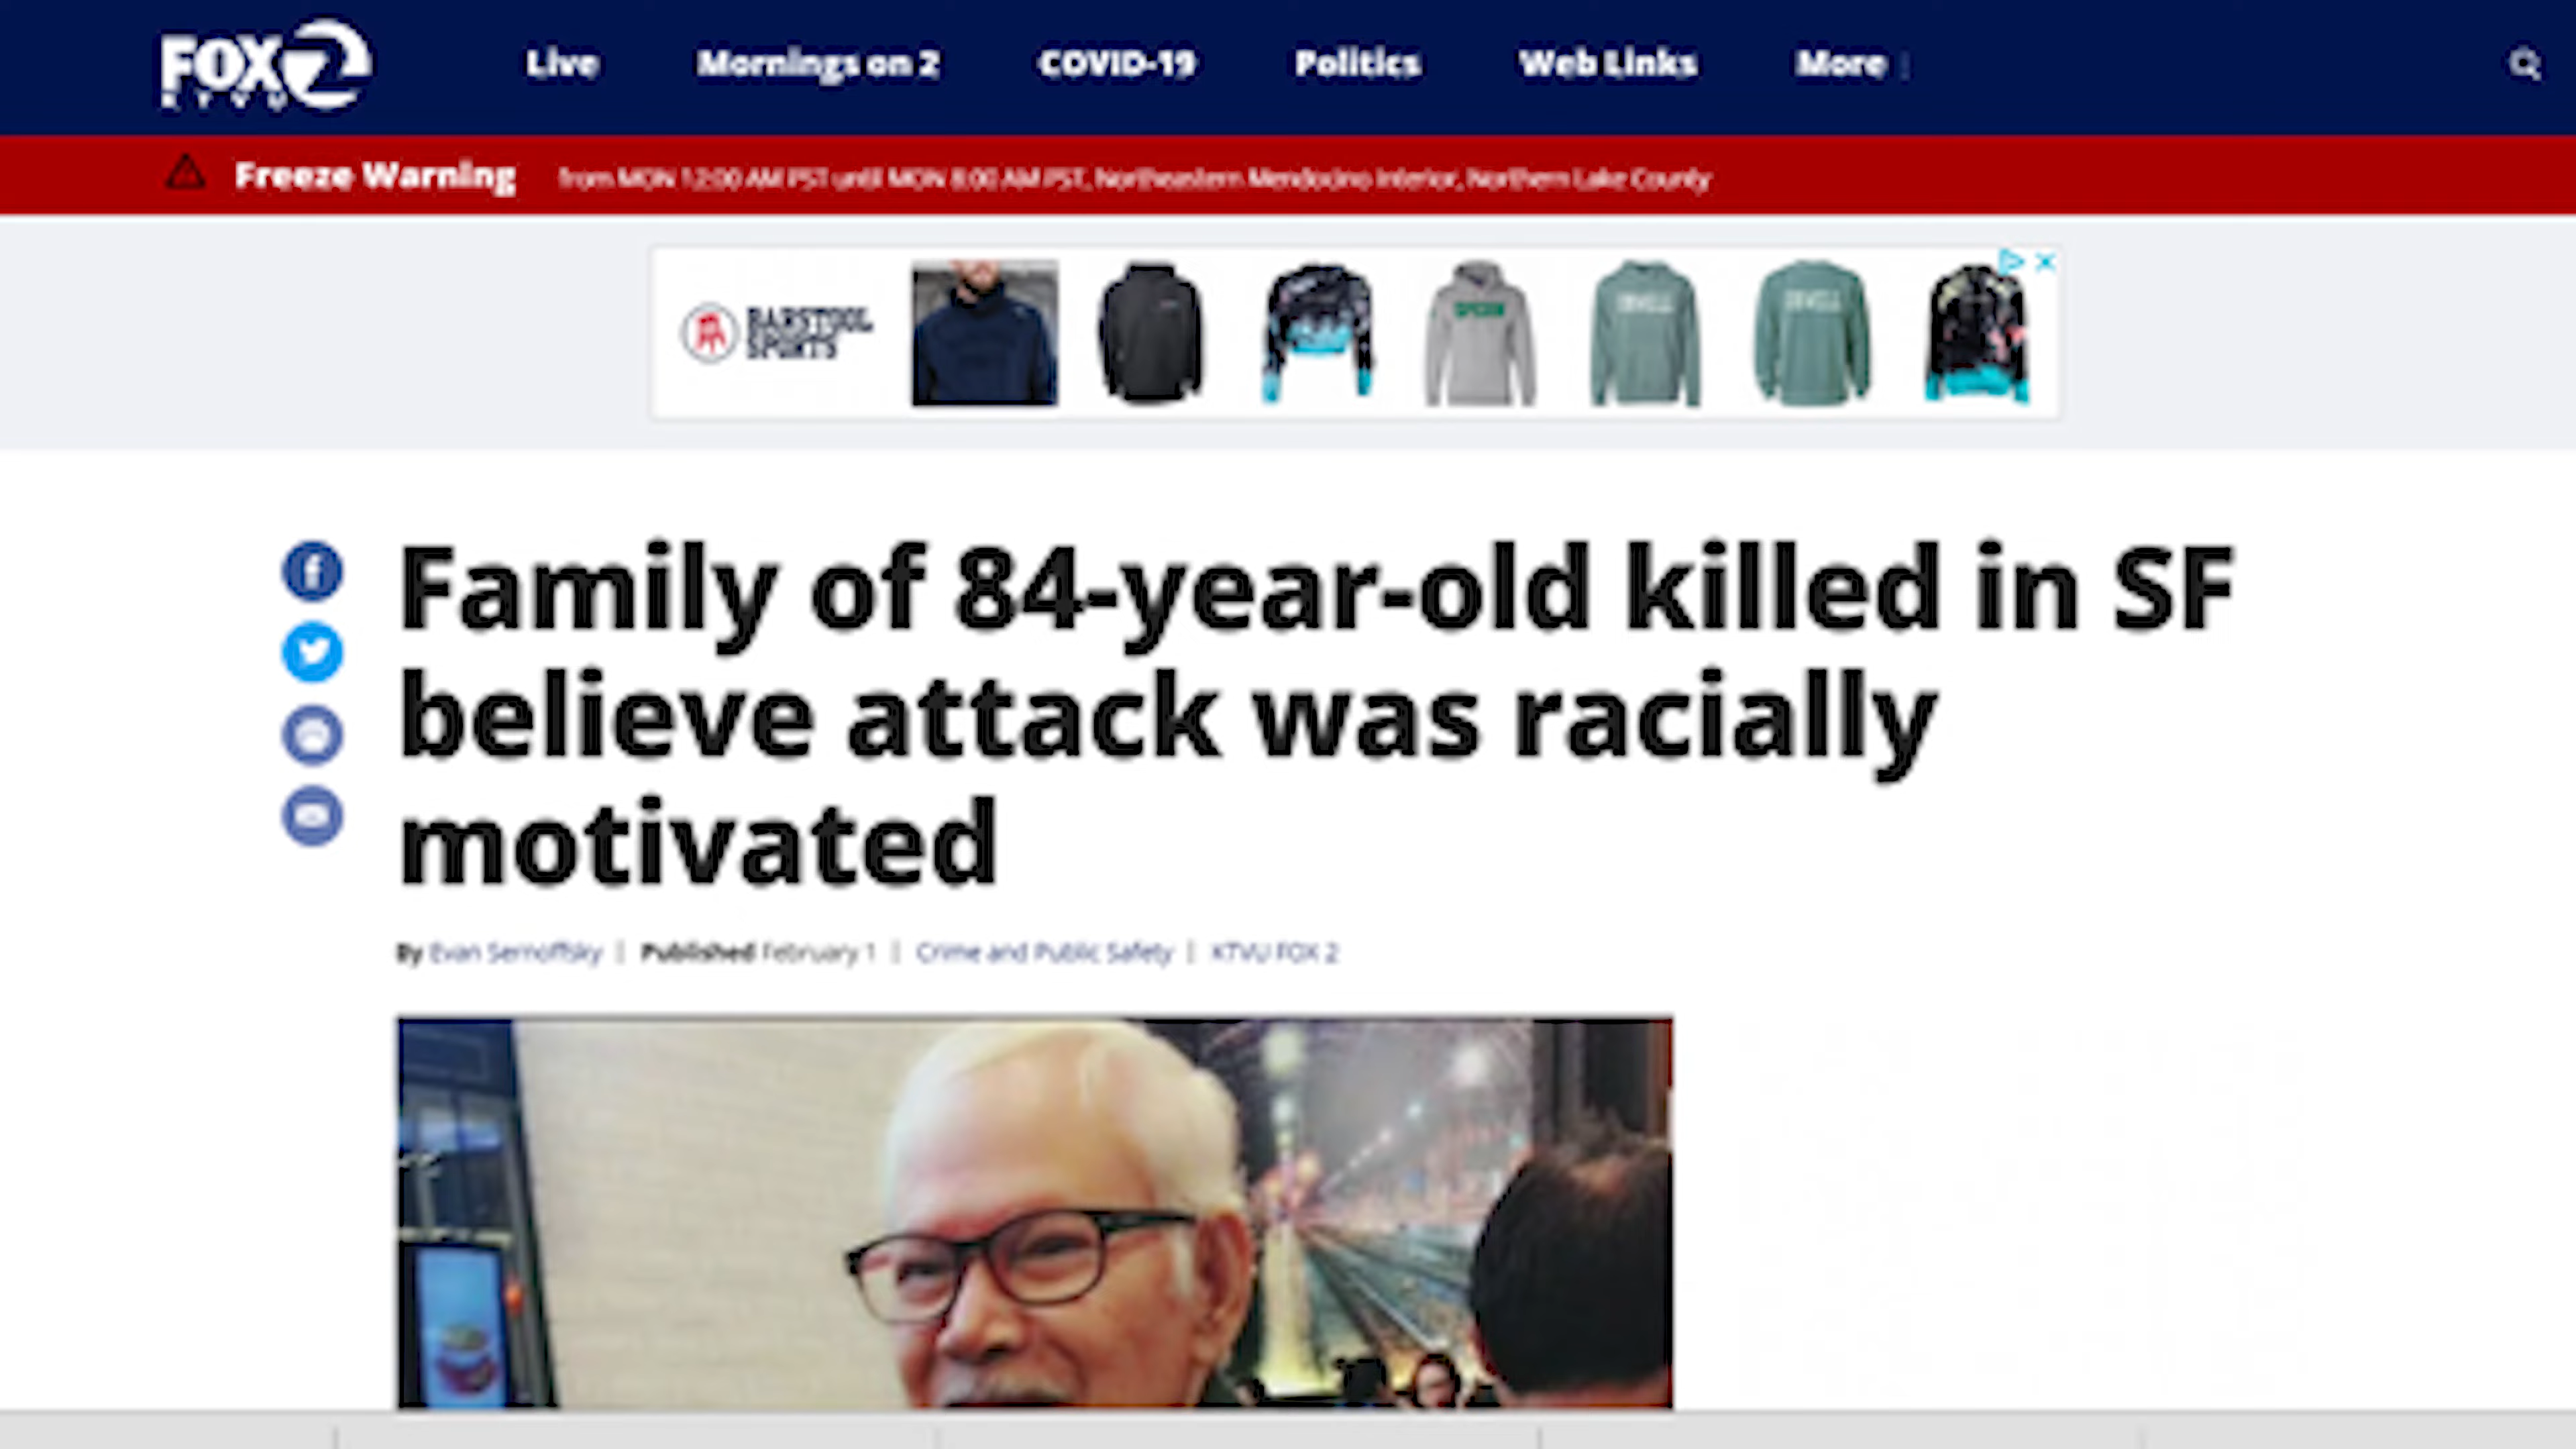 FOX 2
KTVU
Live Mornings on 2 COVID-19 Politics Web Links More
Freeze Warning from MON 12:00 AM PST until MON 8:00 AM PST, Northeastern Mendocino Interior, Northern Lake County
BARSTOOL
SPORTS
Family of 84-year-old killed in SF
believe attack was racially
motivated
By Evan Sernoffsky | Published February 1 | Crime and Public Safety | KTVU FOX 2